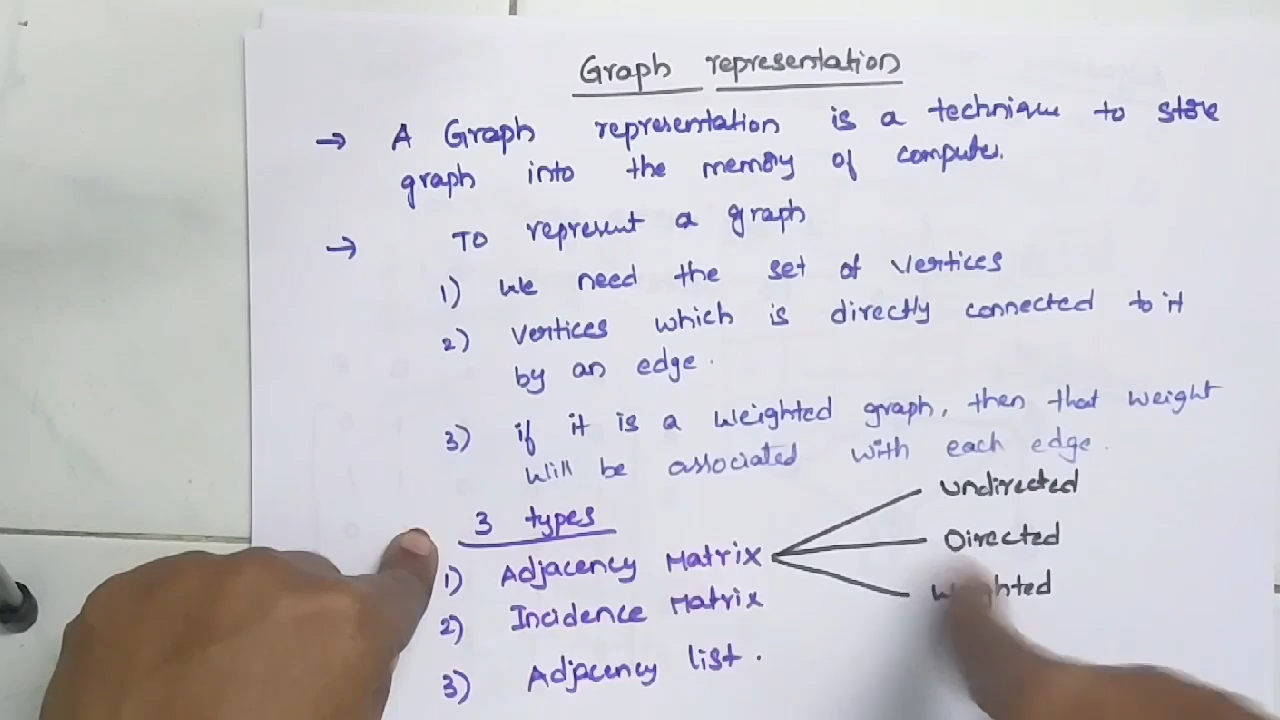 Graph representation
→ A Graph representation is a technique to store
graph into the memory of computer.
→ TO represent a graph
1) we need the set of vertices
2) Vertices which is directly connected to it
by an edge.
3) if it is a weighted graph, then that weight
will be associated with each edge.
3 types
1) Adjacency Matrix
Undirected
Directed
Weighted
2) Incidence Matrix
3) Adjacency list.